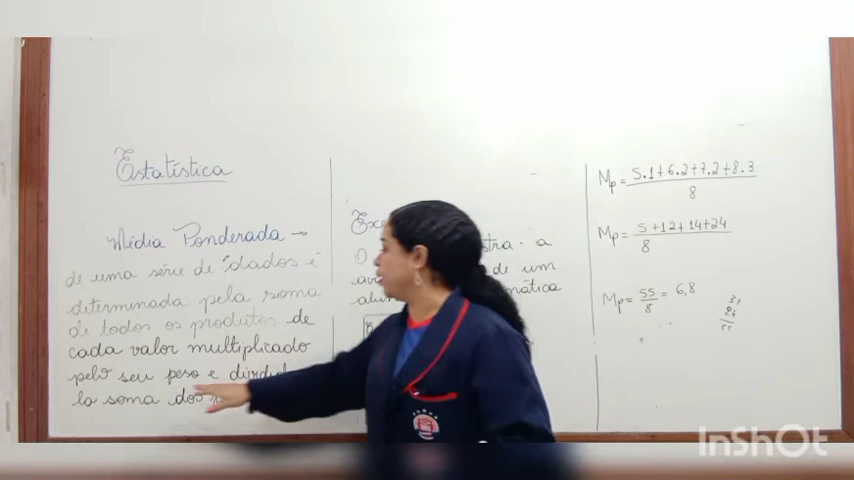 Estatística
Média Ponderada →
de uma série de dados é
determinada pela soma
de todos os produtos de
cada valor multiplicado
pelo seu peso e
la soma dos
O stra a
de um
mática
Mp = 5.1+6.2+7.2+8.3
8
Mp = 5+12+14+24
8
Mp = 55 = 6,8
8
InShOt